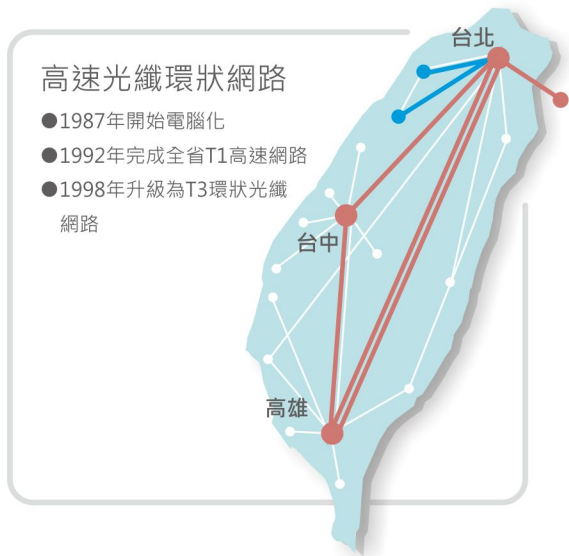 台北
高速光纖環狀網路
●1987年開始電腦化
●1992年完成全省T1高速網路
●1998年升級為T3環狀光纖
網路
台中
高雄